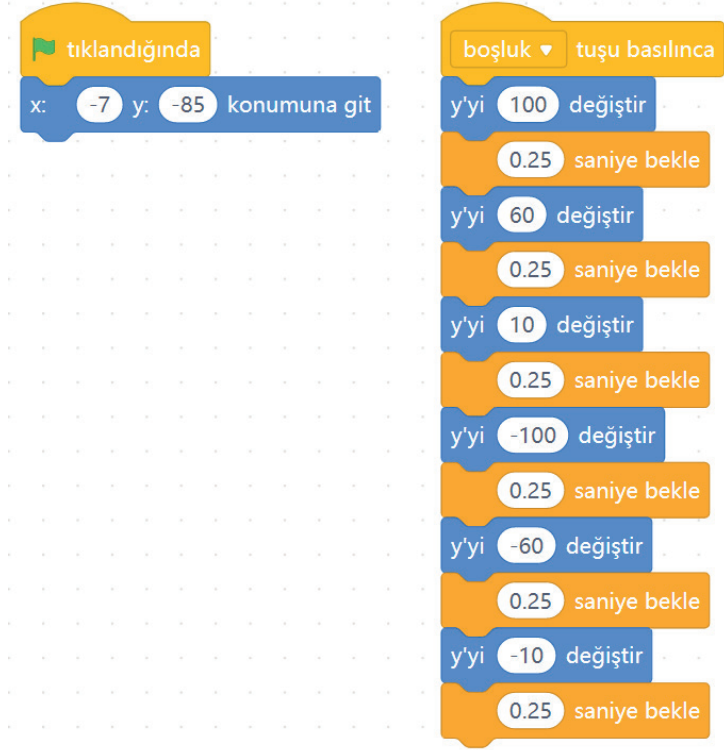 tıklandığında
x: -7 y: -85 konumuna git
boşluk tuşu basılınca
y'yi 100 değiştir
0.25 saniye bekle
y'yi 60 değiştir
0.25 saniye bekle
y'yi 10 değiştir
0.25 saniye bekle
y'yi -100 değiştir
0.25 saniye bekle
y'yi -60 değiştir
0.25 saniye bekle
y'yi -10 değiştir
0.25 saniye bekle